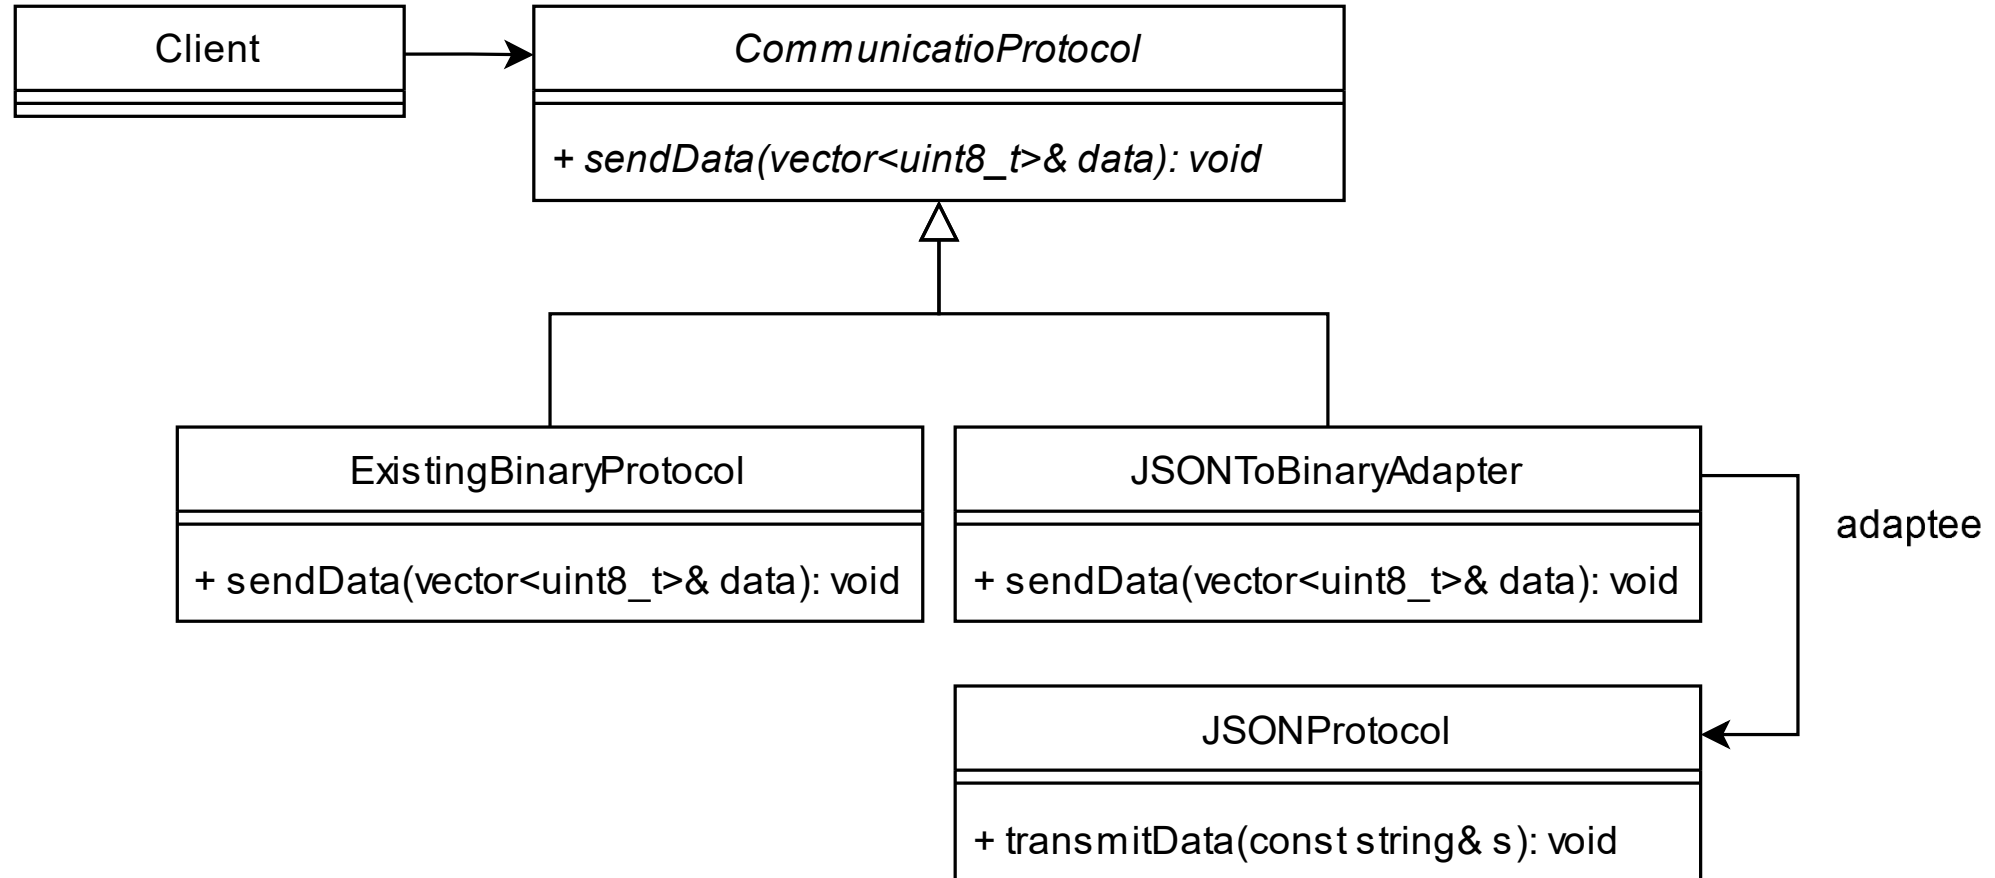 Client
CommunicatioProtocol
+ sendData(vector<uint8_t>& data): void
ExistingBinaryProtocol
+ sendData(vector<uint8_t>& data): void
JSONToBinaryAdapter
+ sendData(vector<uint8_t>& data): void
adaptee
JSONProtocol
+ transmitData(const string& s): void